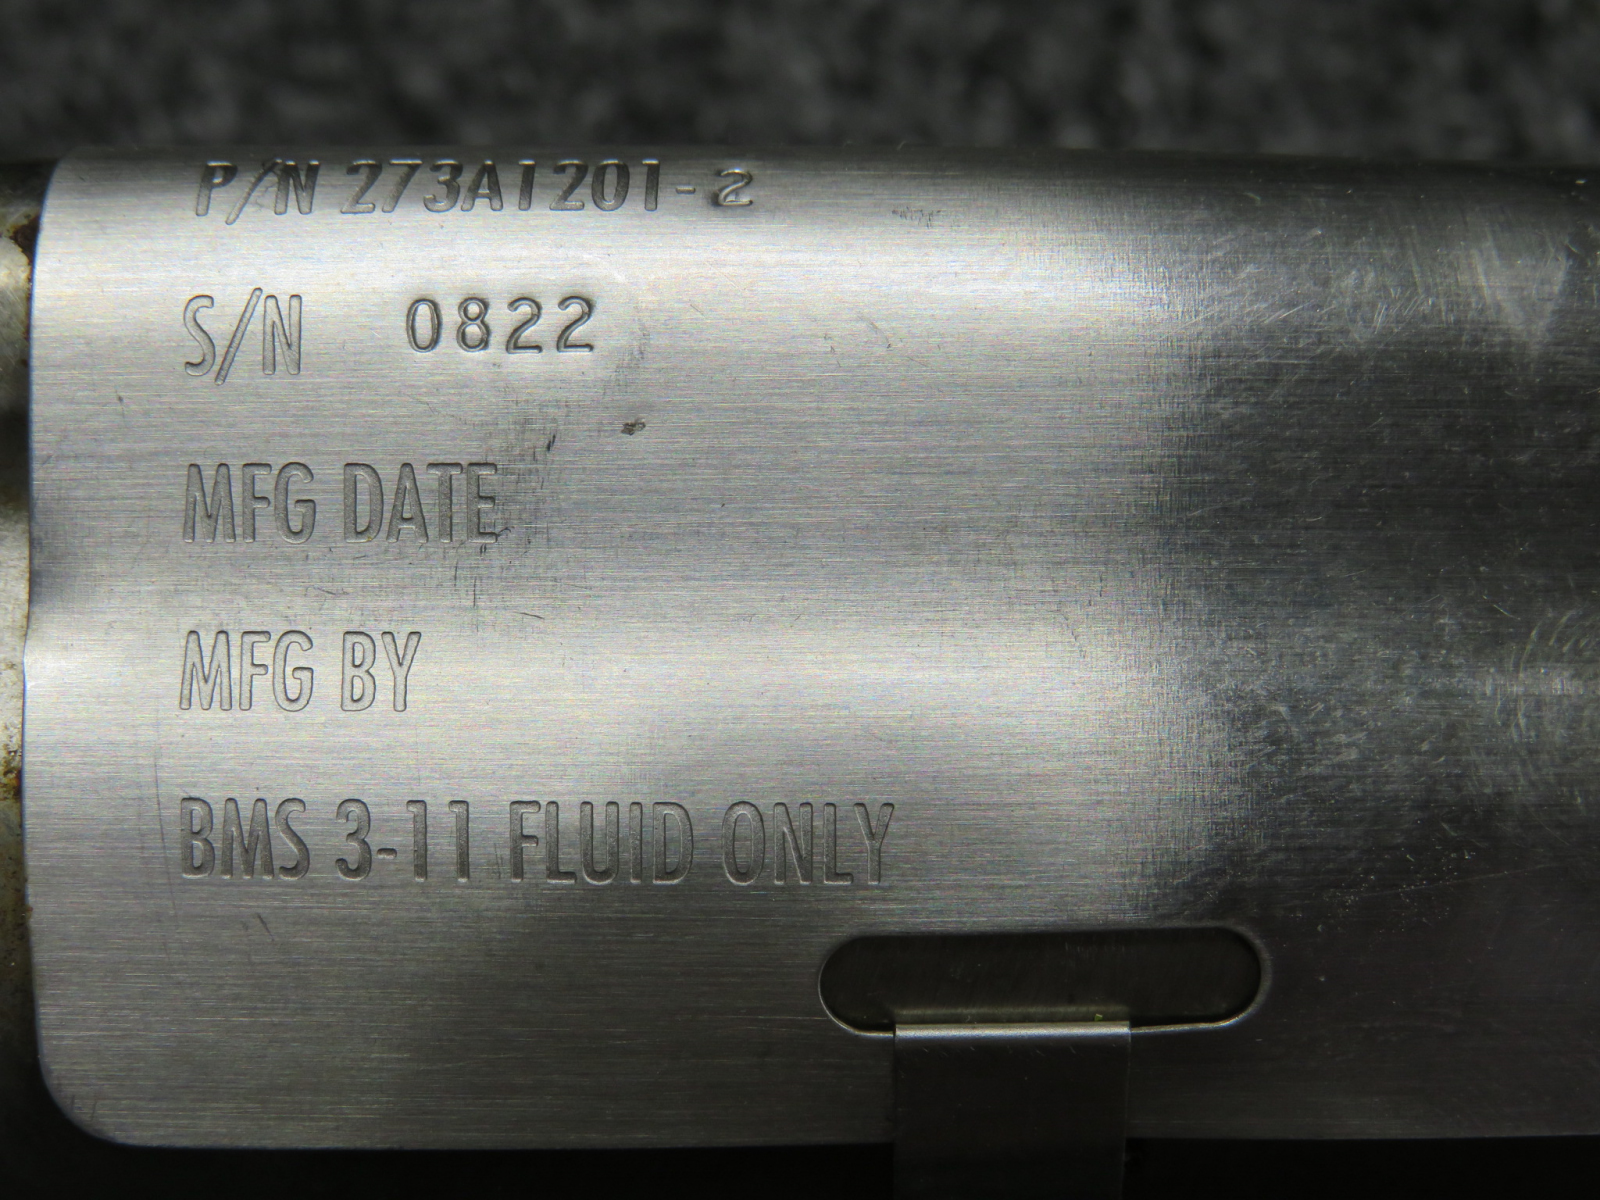 P/N 273A1201-2
S/N 0822
MFG DATE
MFG BY
BMS 3-11 FLUID ONLY